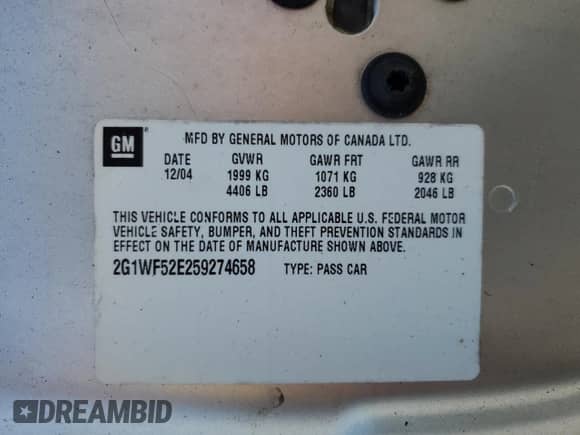 GM
MFD BY GENERAL MOTORS OF CANADA LTD.
DATE GVWR GAWR FRT GAWR RR
12/04 1999 KG 1071 KG 928 KG
4406 LB 2360 LB 2046 LB
THIS VEHICLE CONFORMS TO ALL APPLICABLE U.S. FEDERAL MOTOR
VEHICLE SAFETY, BUMPER, AND THEFT PREVENTION STANDARDS IN
EFFECT ON THE DATE OF MANUFACTURE SHOWN ABOVE.
2G1WF52E259274658 TYPE: PASS CAR
DREAMBID